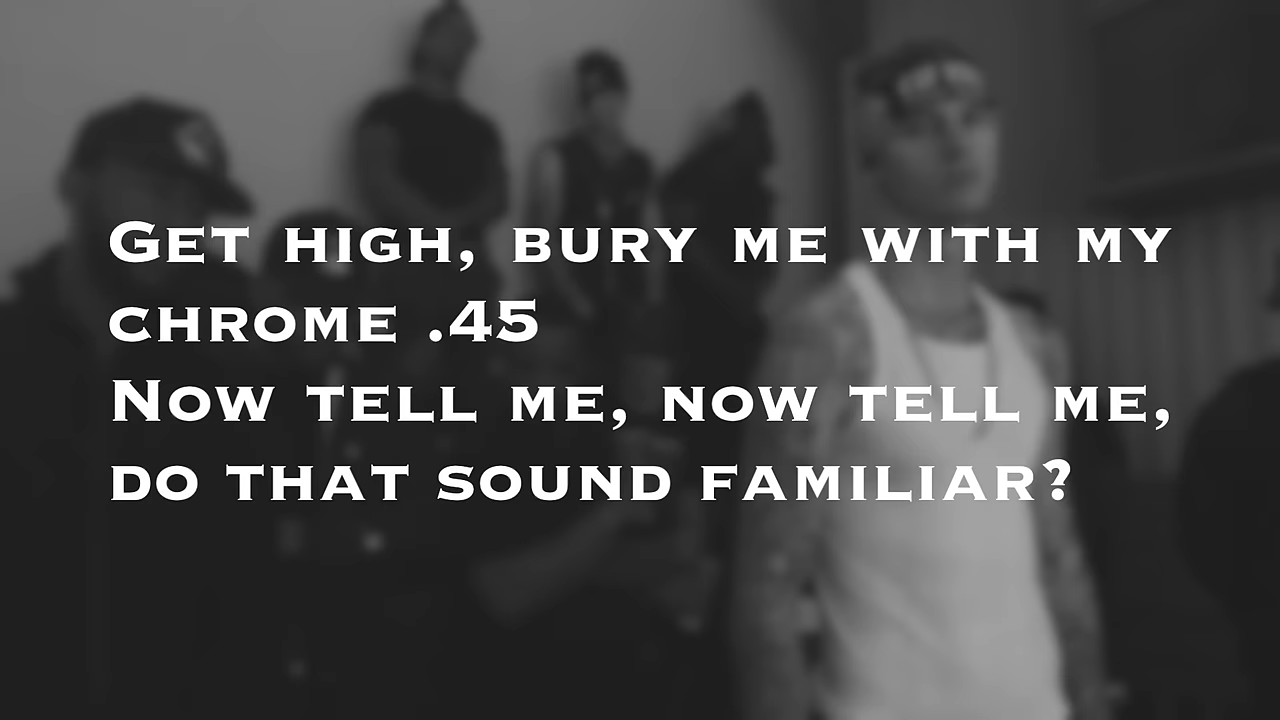 Get high, bury me with my
chrome .45
Now tell me, now tell me,
do that sound familiar?